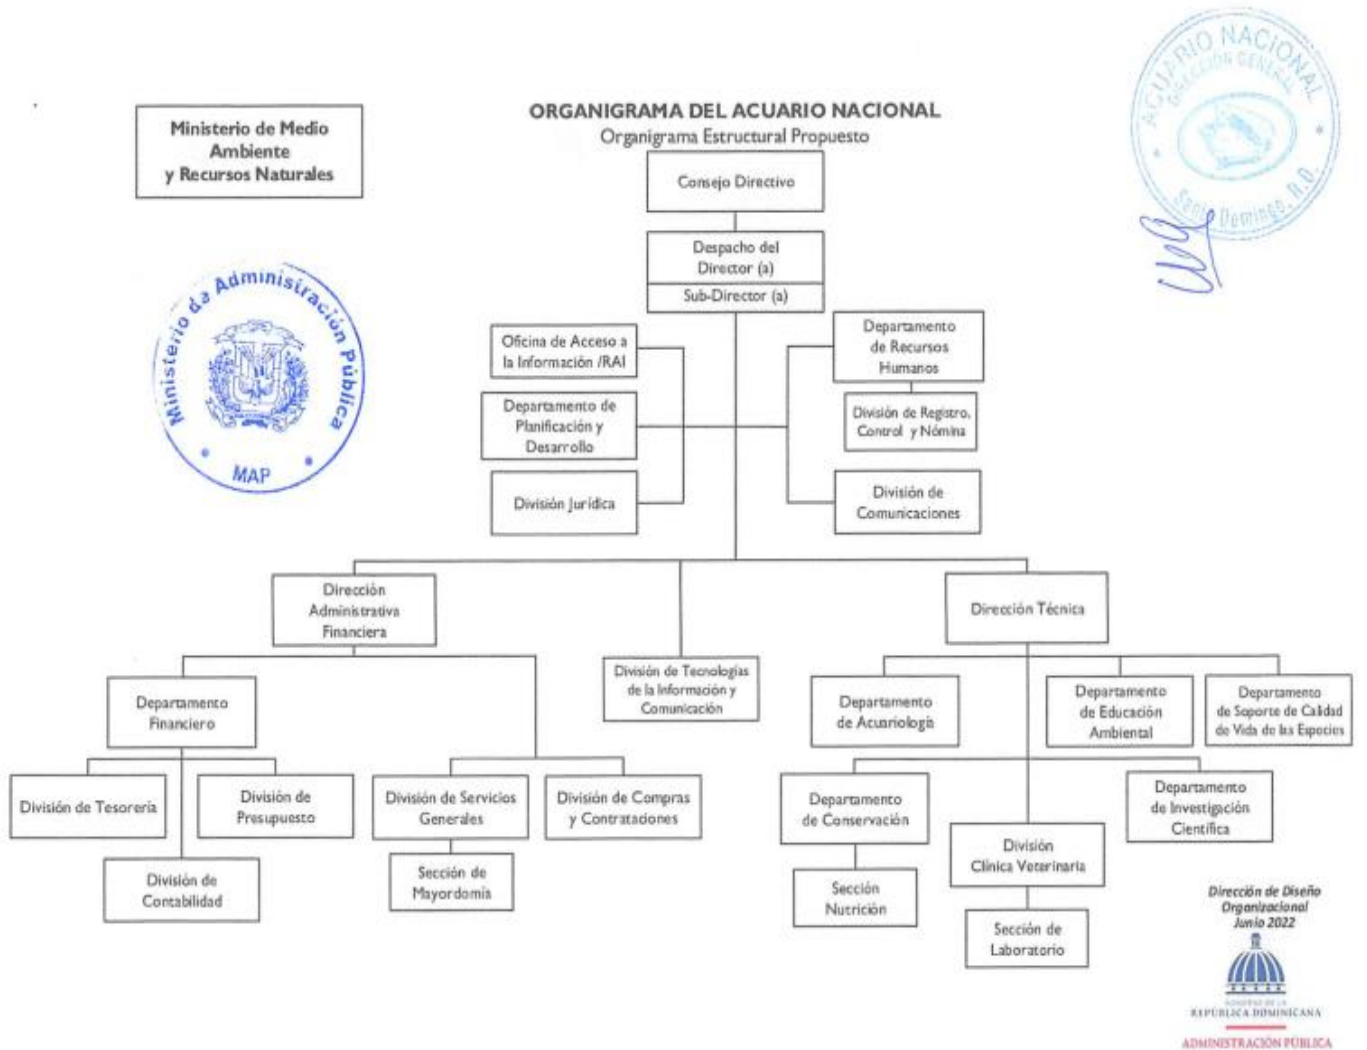 ACUARIO NACIONAL
DIRECCIÓN GENERAL
Santo Domingo, R.D.
Ministerio de Medio
Ambiente
y Recursos Naturales
ORGANIGRAMA DEL ACUARIO NACIONAL
Organigrama Estructural Propuesto
Consejo Directivo
Despacho del
Director (a)
Sub-Director (a)
Ministerio de Administración Pública
MAP
Oficina de Acceso a
la Información /RAI
Departamento
de Recursos
Humanos
Departamento de
Planificación y
Desarrollo
División de Registro,
Control y Nómina
División Jurídica
División de
Comunicaciones
Dirección
Administrativa
Financiera
Dirección Técnica
División de Tecnologías
de la Información y
Comunicación
Departamento
Financiero
Departamento
de Acuariología
Departamento
de Educación
Ambiental
Departamento
de Soporte de Calidad
de Vida de las Especies
División de Tesorería
División de
Presupuesto
División de Servicios
Generales
División de Compras
y Contrataciones
Departamento
de Conservación
Departamento
de Investigación
Científica
División
Clínica Veterinaria
División de
Contabilidad
Sección de
Mayordomía
Sección
Nutrición
Sección de
Laboratorio
Dirección de Diseño
Organizacional
Junio 2022
GOBIERNO DE LA
REPÚBLICA DOMINICANA
ADMINISTRACIÓN PÚBLICA